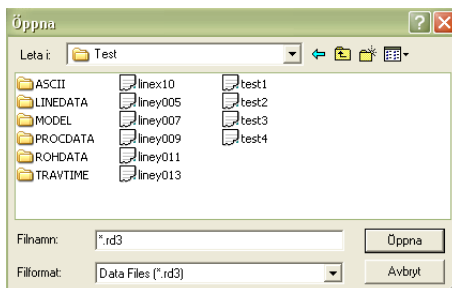 Öppna
Leta i: Test
ASCII linex10 test1
LINEDATA liney005 test2
MODEL liney007 test3
PROCDATA liney009 test4
ROHDATA liney011
TRAVTIME liney013
Filnamn: *.rd3 Öppna
Filformat: Data Files (*.rd3) Avbryt